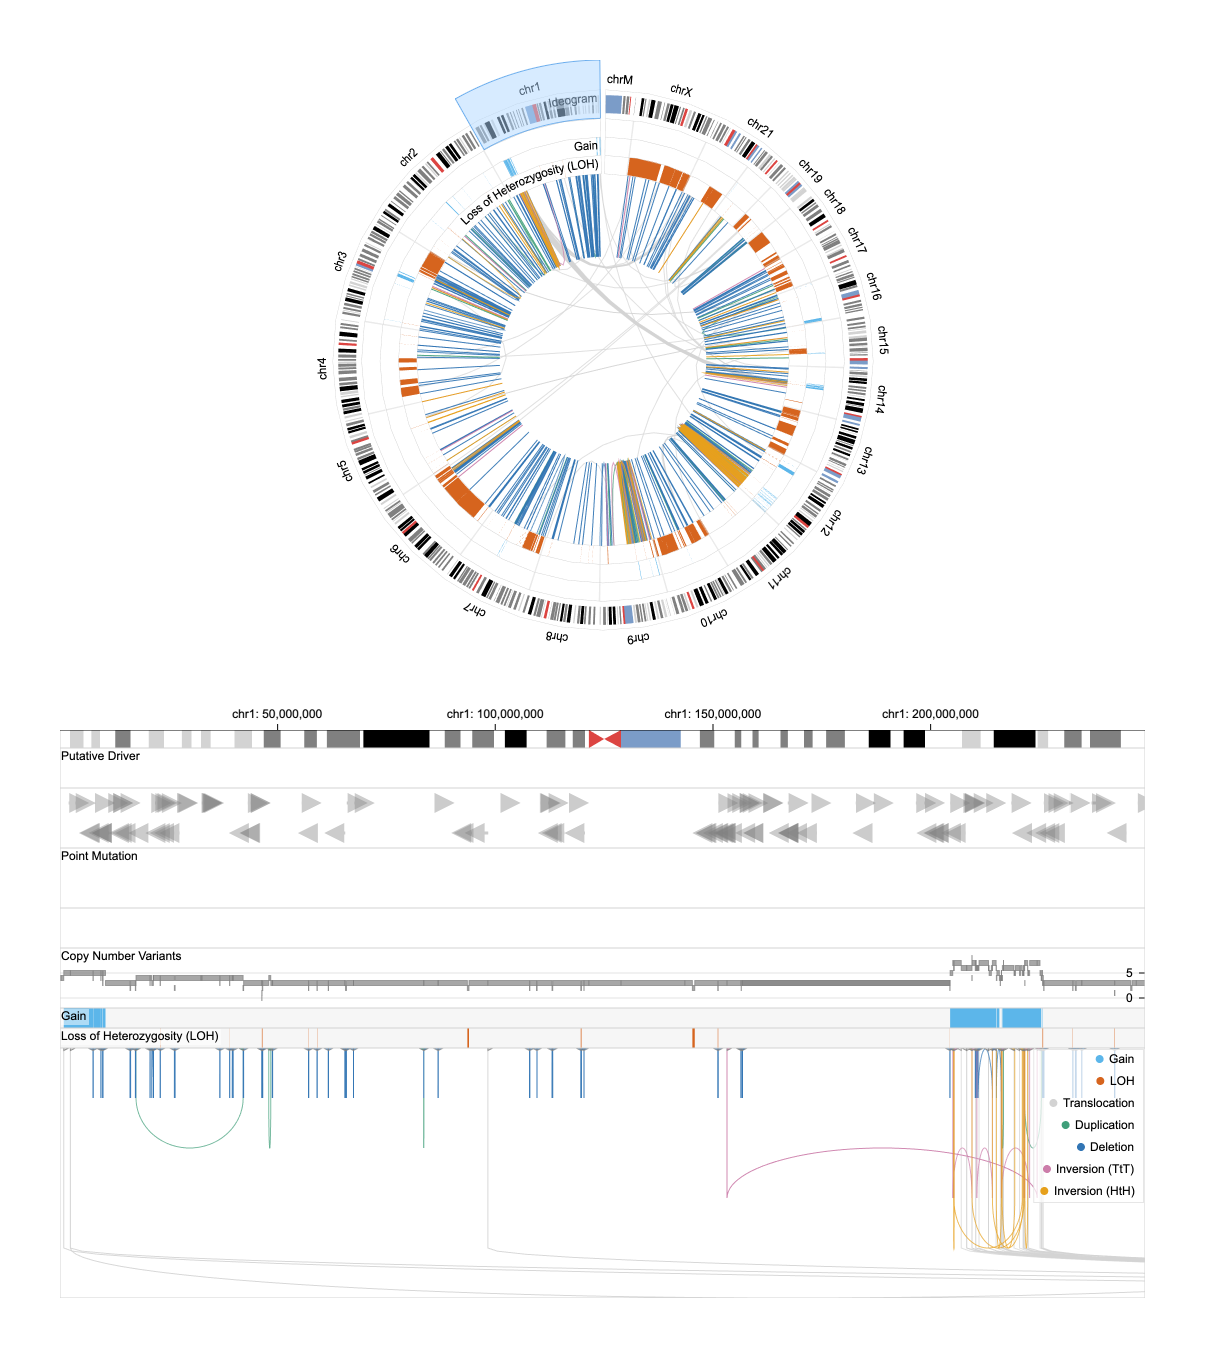 chrM
chrX
chr1
Ideogram
chr21
Gain
chr2
Loss of Heterozygosity (LOH)
chr19
chr18
chr17
chr3
chr16
chr15
chr4
chr14
chr13
chr5
chr12
chr6
chr11
chr7
chr10
chr8
chr9
chr1: 50,000,000
chr1: 100,000,000
chr1: 150,000,000
chr1: 200,000,000
Putative Driver
Point Mutation
Copy Number Variants
5
0
Gain
Loss of Heterozygosity (LOH)
Gain
LOH
Translocation
Duplication
Deletion
Inversion (TtT)
Inversion (HtH)